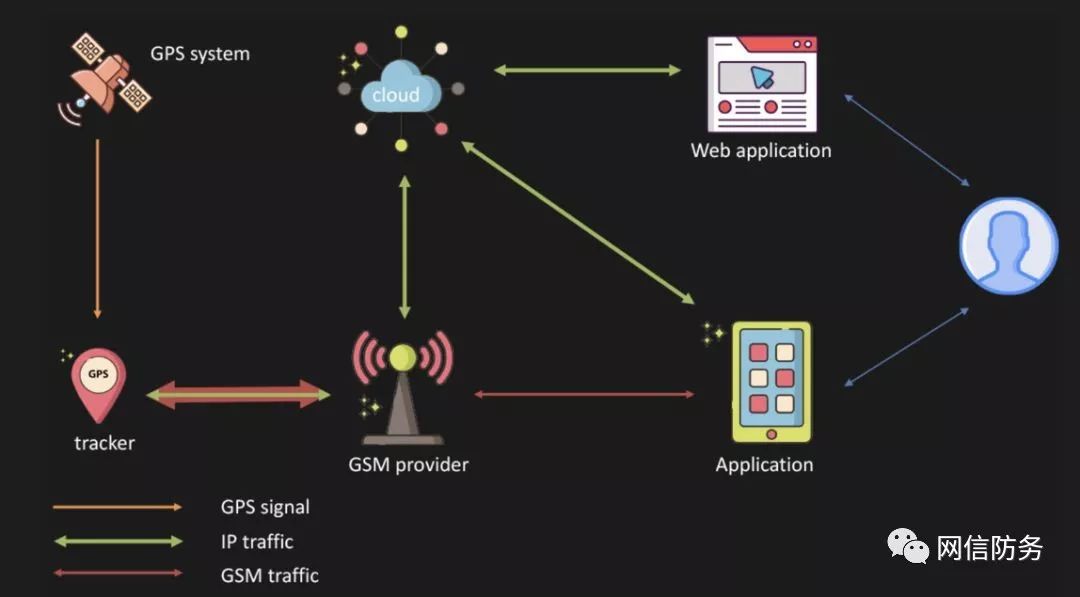 GPS system
cloud
Web application
GPS
tracker
GSM provider
Application
GPS signal
IP traffic
GSM traffic
网信防务